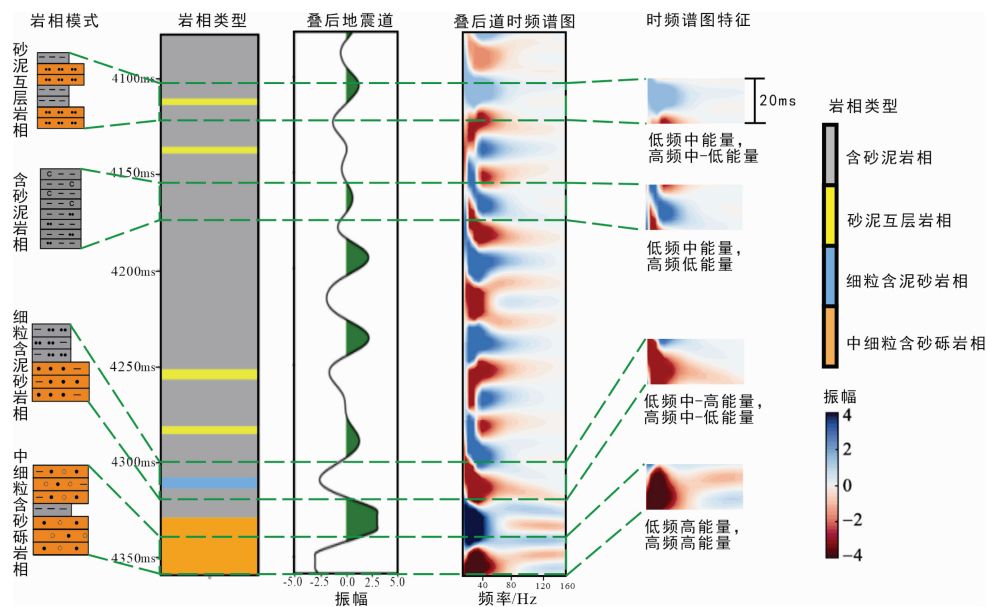 岩相模式
岩相类型
叠后地震道
叠后道时频谱图
时频谱图特征
砂泥互层岩相
含砂泥岩相
细粒含泥砂岩相
中细粒含砂砾岩相
4100ms
4150ms
4200ms
4250ms
4300ms
4350ms
-5.0 -2.5 0.0 2.5 5.0
振幅
40 80 120 160
频率/Hz
20ms
低频中能量，
高频中-低能量
低频中能量，
高频低能量
低频中-高能量，
高频中-低能量
低频高能量，
高频高能量
岩相类型
含砂泥岩相
砂泥互层岩相
细粒含泥砂岩相
中细粒含砂砾岩相
振幅
4
2
0
−2
−4